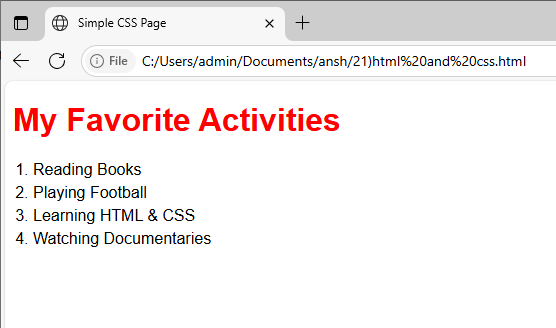 Simple CSS Page
File C:/Users/admin/Documents/ansh/21)html%20and%20css.html
My Favorite Activities
1. Reading Books
2. Playing Football
3. Learning HTML & CSS
4. Watching Documentaries